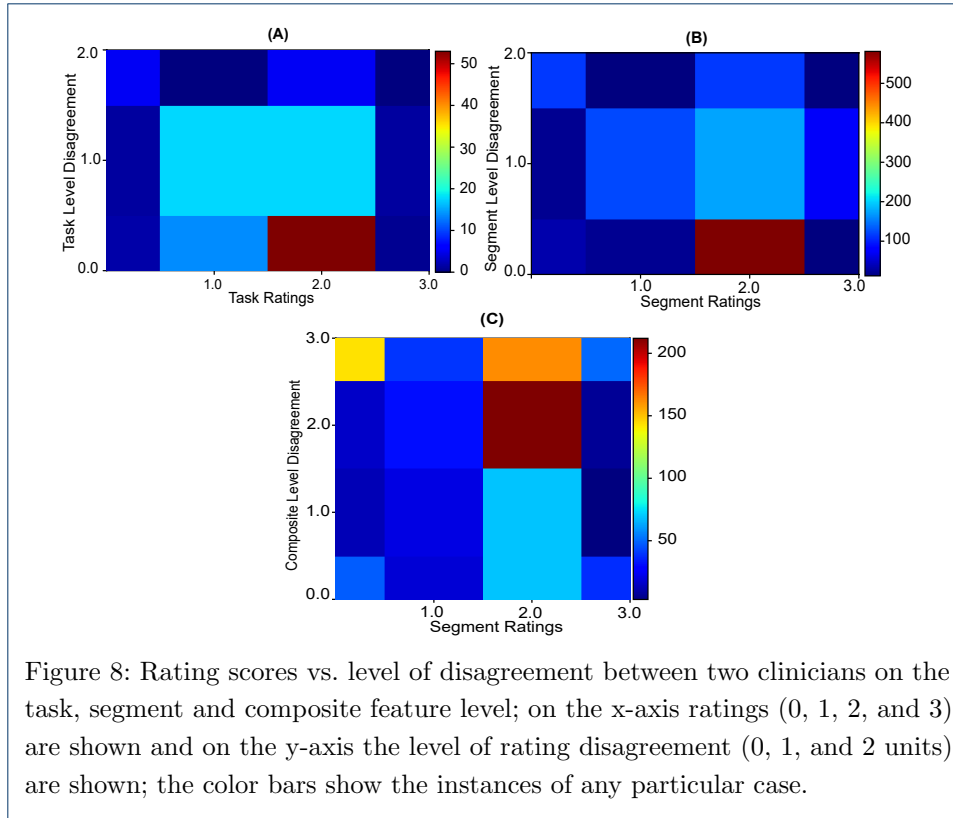 (A)
2.0
1.0
0.0
Task Level Disagreement
1.0
2.0
3.0
Task Ratings
50
40
30
20
10
0
(B)
2.0
1.0
0.0
Segment Level Disagreement
1.0
2.0
3.0
Segment Ratings
500
400
300
200
100
(C)
3.0
2.0
1.0
0.0
Composite Level Disagreement
1.0
2.0
3.0
Segment Ratings
200
150
100
50
Figure 8: Rating scores vs. level of disagreement between two clinicians on the
task, segment and composite feature level; on the x-axis ratings (0, 1, 2, and 3)
are shown and on the y-axis the level of rating disagreement (0, 1, and 2 units)
are shown; the color bars show the instances of any particular case.